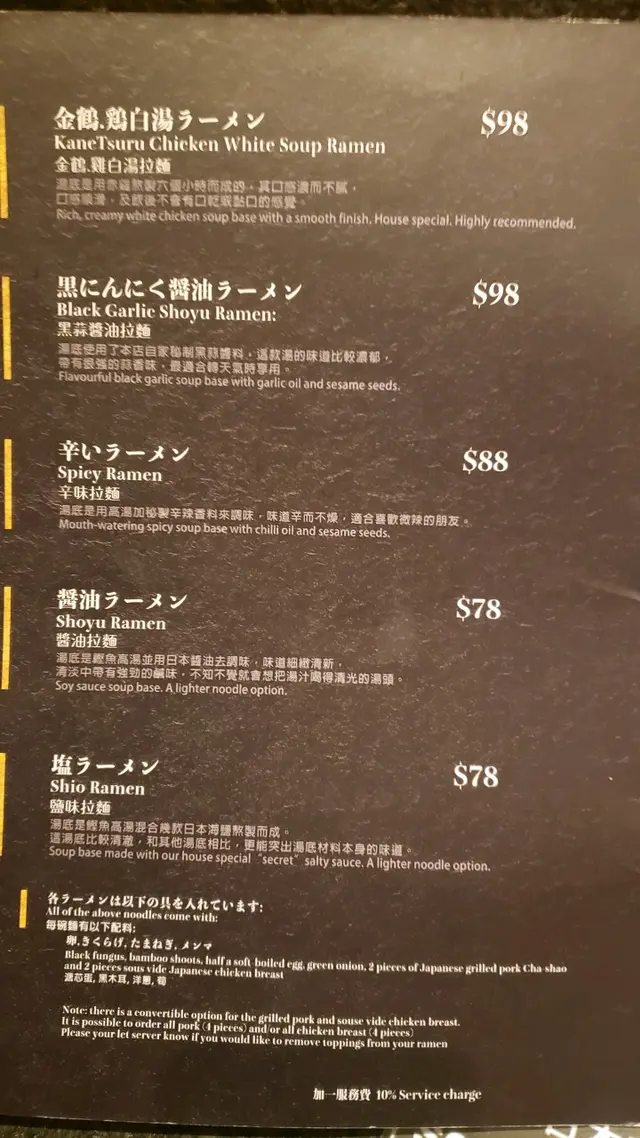 金鶴.鶏白湯ラーメン
$98
KaneTsuru Chicken White Soup Ramen
金鶴.雞白湯拉麵
湯底是用赤雞熬製六個小時而成的，其口感濃而不膩，
口感順滑，及飲後不會有口乾或黏口的感覺。
Rich, creamy white chicken soup base with a smooth finish. House special. Highly recommended.
黒にんにく醤油ラーメン
$98
Black Garlic Shoyu Ramen:
黑蒜醬油拉麵
湯底使用了本店自家秘制黑蒜醬料，這款湯的味道比較濃郁，
帶有很強的蒜香味，最適合轉天氣時享用。
Flavourful black garlic soup base with garlic oil and sesame seeds.
辛いラーメン
$88
Spicy Ramen
辛味拉麵
湯底是用高湯加秘製辛辣香料來調味，味道辛而不燥，適合喜歡微辣的朋友。
Mouth-watering spicy soup base with chilli oil and sesame seeds.
醤油ラーメン
$78
Shoyu Ramen
醬油拉麵
湯底是鰹魚高湯並用日本醬油去調味，味道細緻清新，
清淡中帶有強勁的鹹味，不知不覺就會想把湯汁喝得清光的湯頭。
Soy sauce soup base. A lighter noodle option.
塩ラーメン
$78
Shio Ramen
鹽味拉麵
湯底是鰹魚高湯混合幾款日本海鹽熬製而成。
這湯底比較清澈，和其他湯底相比，更能突出湯底材料本身的味道。
Soup base made with our house special "secret" salty sauce. A lighter noodle option.
各ラーメンは以下の具を入れています:
All of the above noodles come with:
每碗麵有以下配料:
卵,きくらげ,たまねぎ,メンマ
Black fungus, bamboo shoots, half a soft-boiled egg, green onion, 2 pieces of Japanese grilled pork Cha-shao
and 2 pieces sous vide Japanese chicken breast
溏芯蛋, 黑木耳, 洋蔥, 筍
Note: there is a convertible option for the grilled pork and souse vide chicken breast.
It is possible to order all pork (4 pieces) and/or all chicken breast (4 pieces)
Please your let server know if you would like to remove toppings from your ramen
加一服務費 10% Service charge